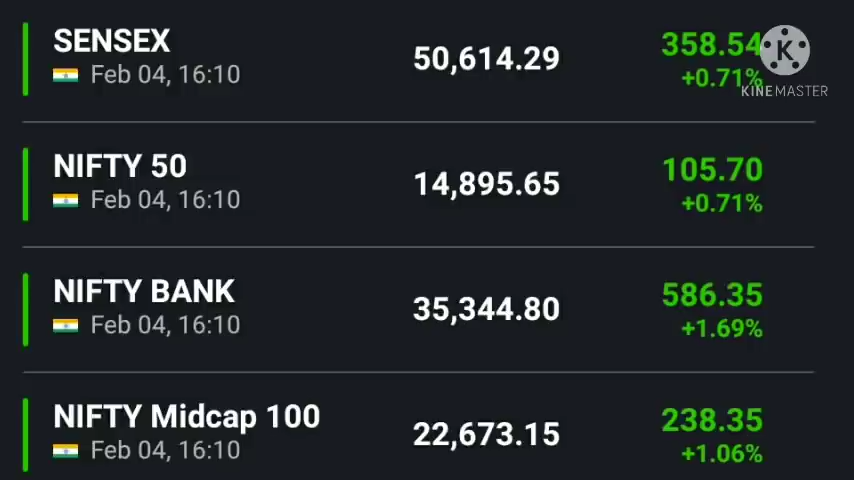 SENSEX
Feb 04, 16:10
50,614.29
358.54
+0.71%
K
KINEMASTER
NIFTY 50
Feb 04, 16:10
14,895.65
105.70
+0.71%
NIFTY BANK
Feb 04, 16:10
35,344.80
586.35
+1.69%
NIFTY Midcap 100
Feb 04, 16:10
22,673.15
238.35
+1.06%